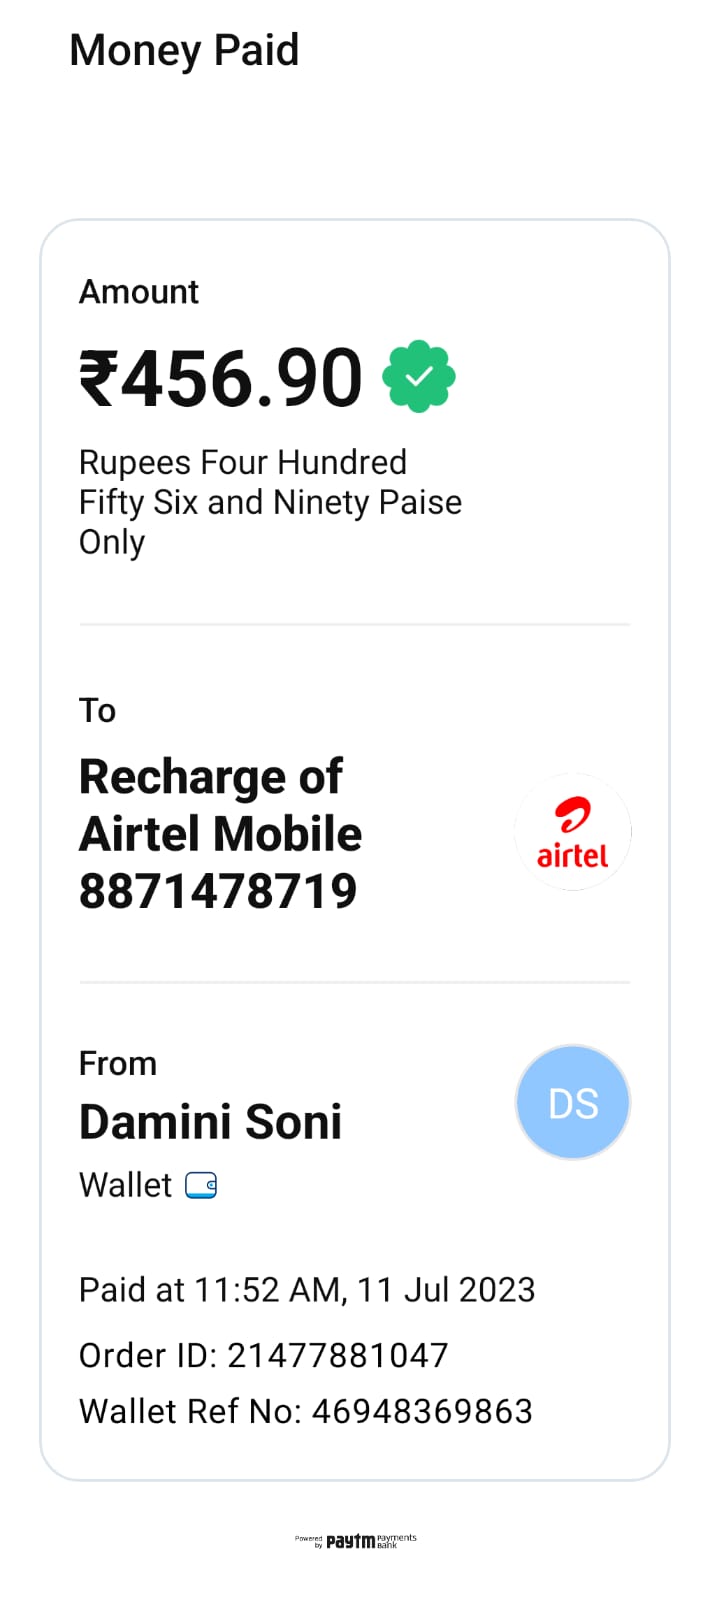 Money Paid
Amount
₹456.90
Rupees Four Hundred
Fifty Six and Ninety Paise
Only
To
Recharge of
Airtel Mobile
8871478719
airtel
From
Damini Soni
DS
Wallet
Paid at 11:52 AM, 11 Jul 2023
Order ID: 21477881047
Wallet Ref No: 46948369863
Powered by paytm Payments Bank